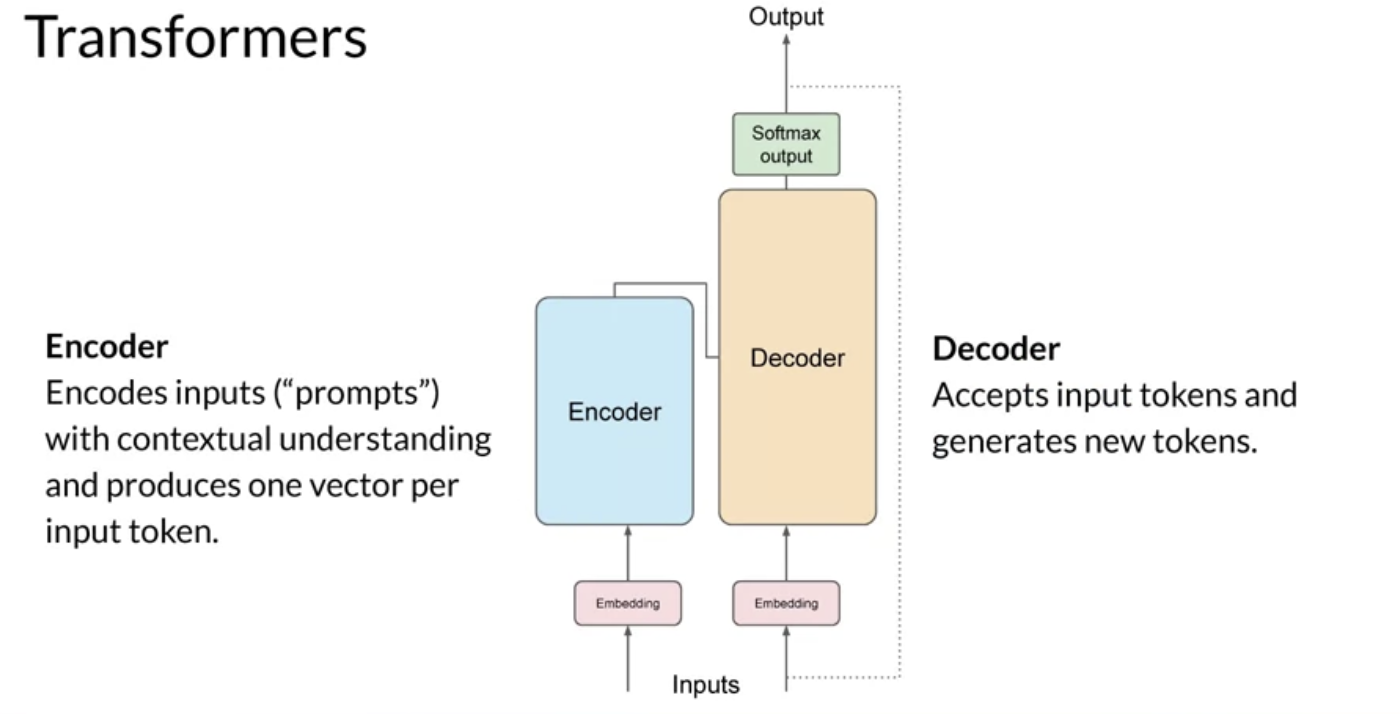 Transformers
Output
Softmax
output
Encoder
Encodes inputs (“prompts”)
with contextual understanding
and produces one vector per
input token.
Encoder
Decoder
Decoder
Accepts input tokens and
generates new tokens.
Embedding
Embedding
Inputs